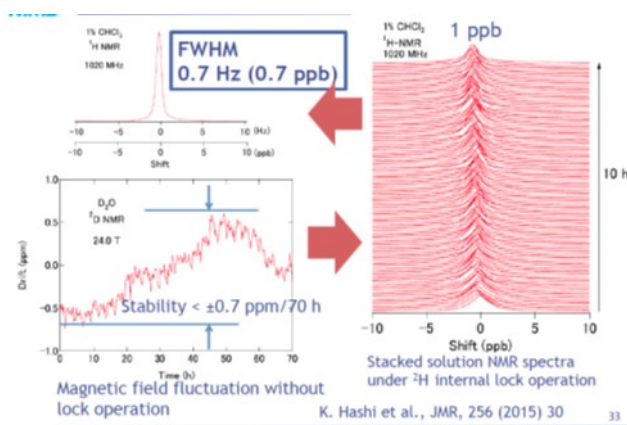 1% CHCl₃
¹H NMR
1020 MHz
FWHM
0.7 Hz (0.7 ppb)
-10 -5 0 5 10 (Hz)
-10 -5 0 5 10 (ppb)
Shift
1% CHCl₃
¹H-NMR
1020 MHz
1 ppb
10 h
-10 -5 0 5 10
Shift (ppb)
Stacked solution NMR spectra
under ²H internal lock operation
Drift (ppm)
1.0
0.5
0.0
-0.5
-1.0
D₂O
²D NMR
24.0 T
Stability < ±0.7 ppm/70 h
0 10 20 30 40 50 60 70
Time (h)
Magnetic field fluctuation without
lock operation
K. Hashi et al., JMR, 256 (2015) 30
33